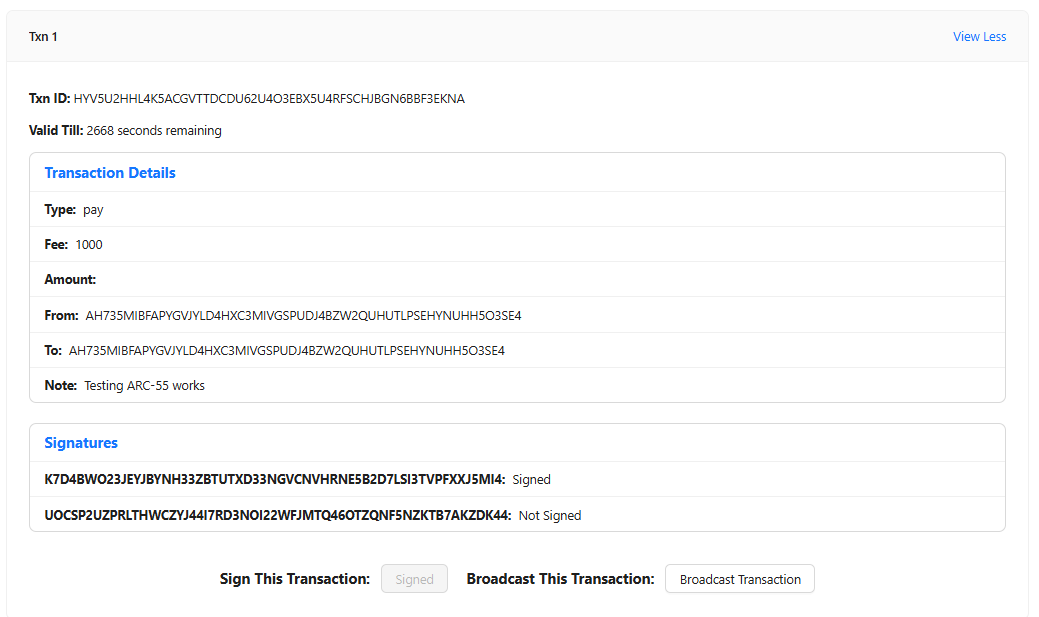 Txn 1
View Less
Txn ID: HYV5U2HHL4K5ACGVTTDCDU62U4O3EBX5U4RFSCHJBGN6BBF3EKNA
Valid Till: 2668 seconds remaining
Transaction Details
Type: pay
Fee: 1000
Amount:
From: AH735MIBFAPYGVJYLD4HXC3MIVGSPUDJ4BZW2QUHUTLPSEHYNUHH5O3SE4
To: AH735MIBFAPYGVJYLD4HXC3MIVGSPUDJ4BZW2QUHUTLPSEHYNUHH5O3SE4
Note: Testing ARC-55 works
Signatures
K7D4BWO23JEYJBYNH33ZBTUTXD33NGVCNVHRNE5B2D7LSI3TVPFXXJ5MI4: Signed
UOCSP2UZPRLTHWCZYJ44I7RD3NOI22WFJMTQ46OTZQNF5NZKTB7AKZDK44: Not Signed
Sign This Transaction: Signed Broadcast This Transaction: Broadcast Transaction